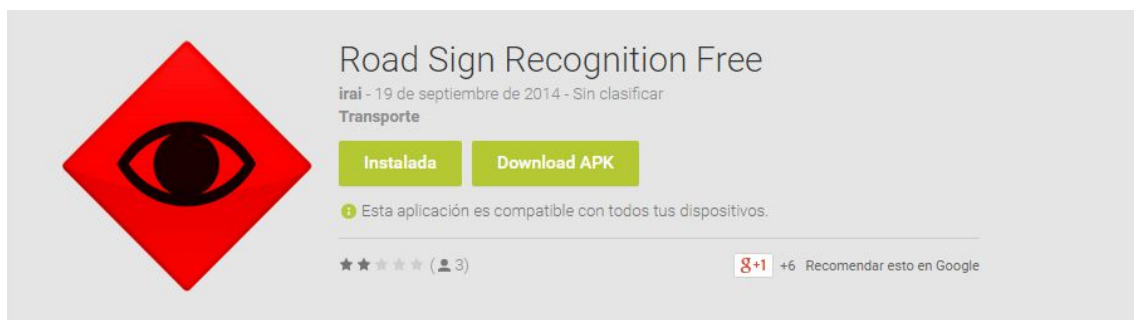 Road Sign Recognition Free
irai - 19 de septiembre de 2014 - Sin clasificar
Transporte
Instalada Download APK
Esta aplicación es compatible con todos tus dispositivos.
(3) g+1 +6 Recomendar esto en Google